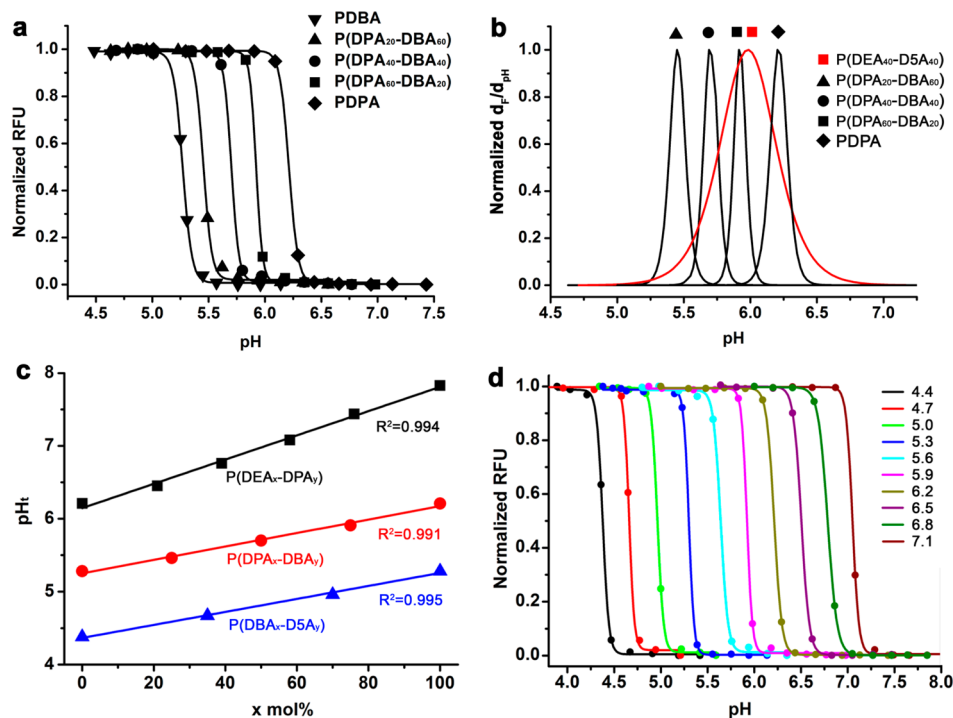 a
PDBA
P(DPA₂₀-DBA₆₀)
P(DPA₄₀-DBA₄₀)
P(DPA₆₀-DBA₂₀)
PDPA
Normalized RFU
1.0
0.8
0.6
0.4
0.2
0.0
4.5 5.0 5.5 6.0 6.5 7.0 7.5
pH
b
P(DEA₄₀-D5A₄₀)
P(DPA₂₀-DBA₆₀)
P(DPA₄₀-DBA₄₀)
P(DPA₆₀-DBA₂₀)
PDPA
Normalized dF/dpH
1.0
0.8
0.6
0.4
0.2
0.0
5.0 5.5 6.0 6.5 7.0
pH
c
pHt
8
7
6
5
4
R²=0.994
P(DEAₓ-DPAᵧ)
R²=0.991
P(DPAₓ-DBAᵧ)
R²=0.995
P(DBAₓ-D5Aᵧ)
0 20 40 60 80 100
x mol%
d
Normalized RFU
1.0
0.8
0.6
0.4
0.2
0.0
4.4
4.7
5.0
5.3
5.6
5.9
6.2
6.5
6.8
7.1
4.0 4.5 5.0 5.5 6.0 6.5 7.0 7.5 8.0
pH